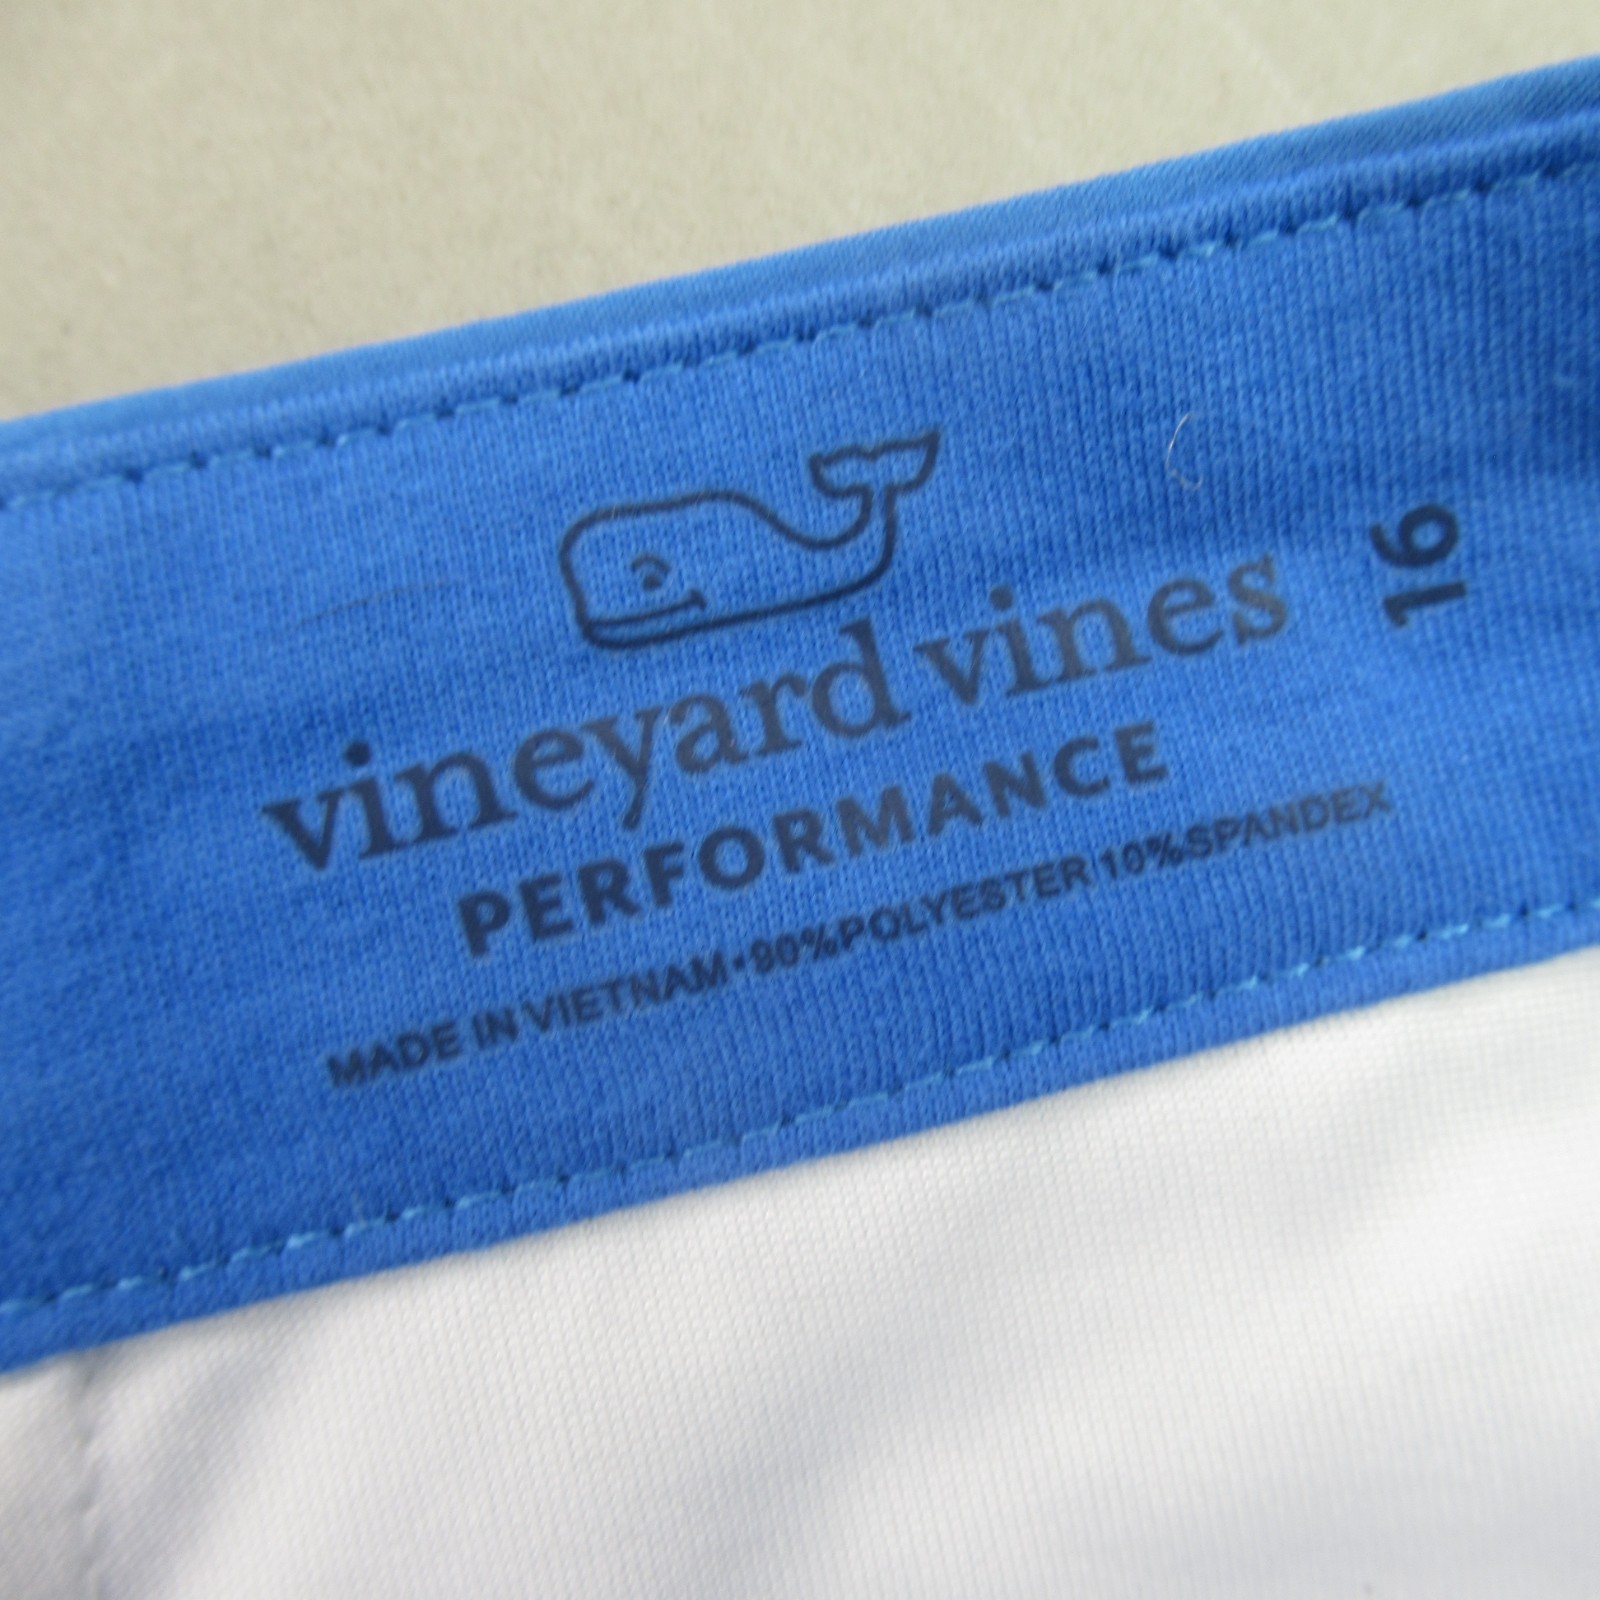 vineyard vines
16
PERFORMANCE
MADE IN VIETNAM•90%POLYESTER 10%SPANDEX